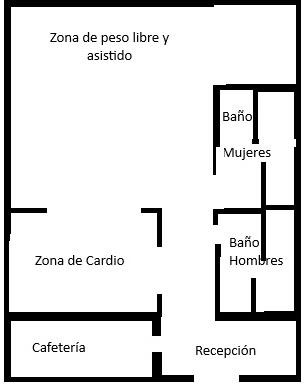 Zona de peso libre y
asistido
Baño
Mujeres
Baño
Hombres
Zona de Cardio
Cafetería
Recepción